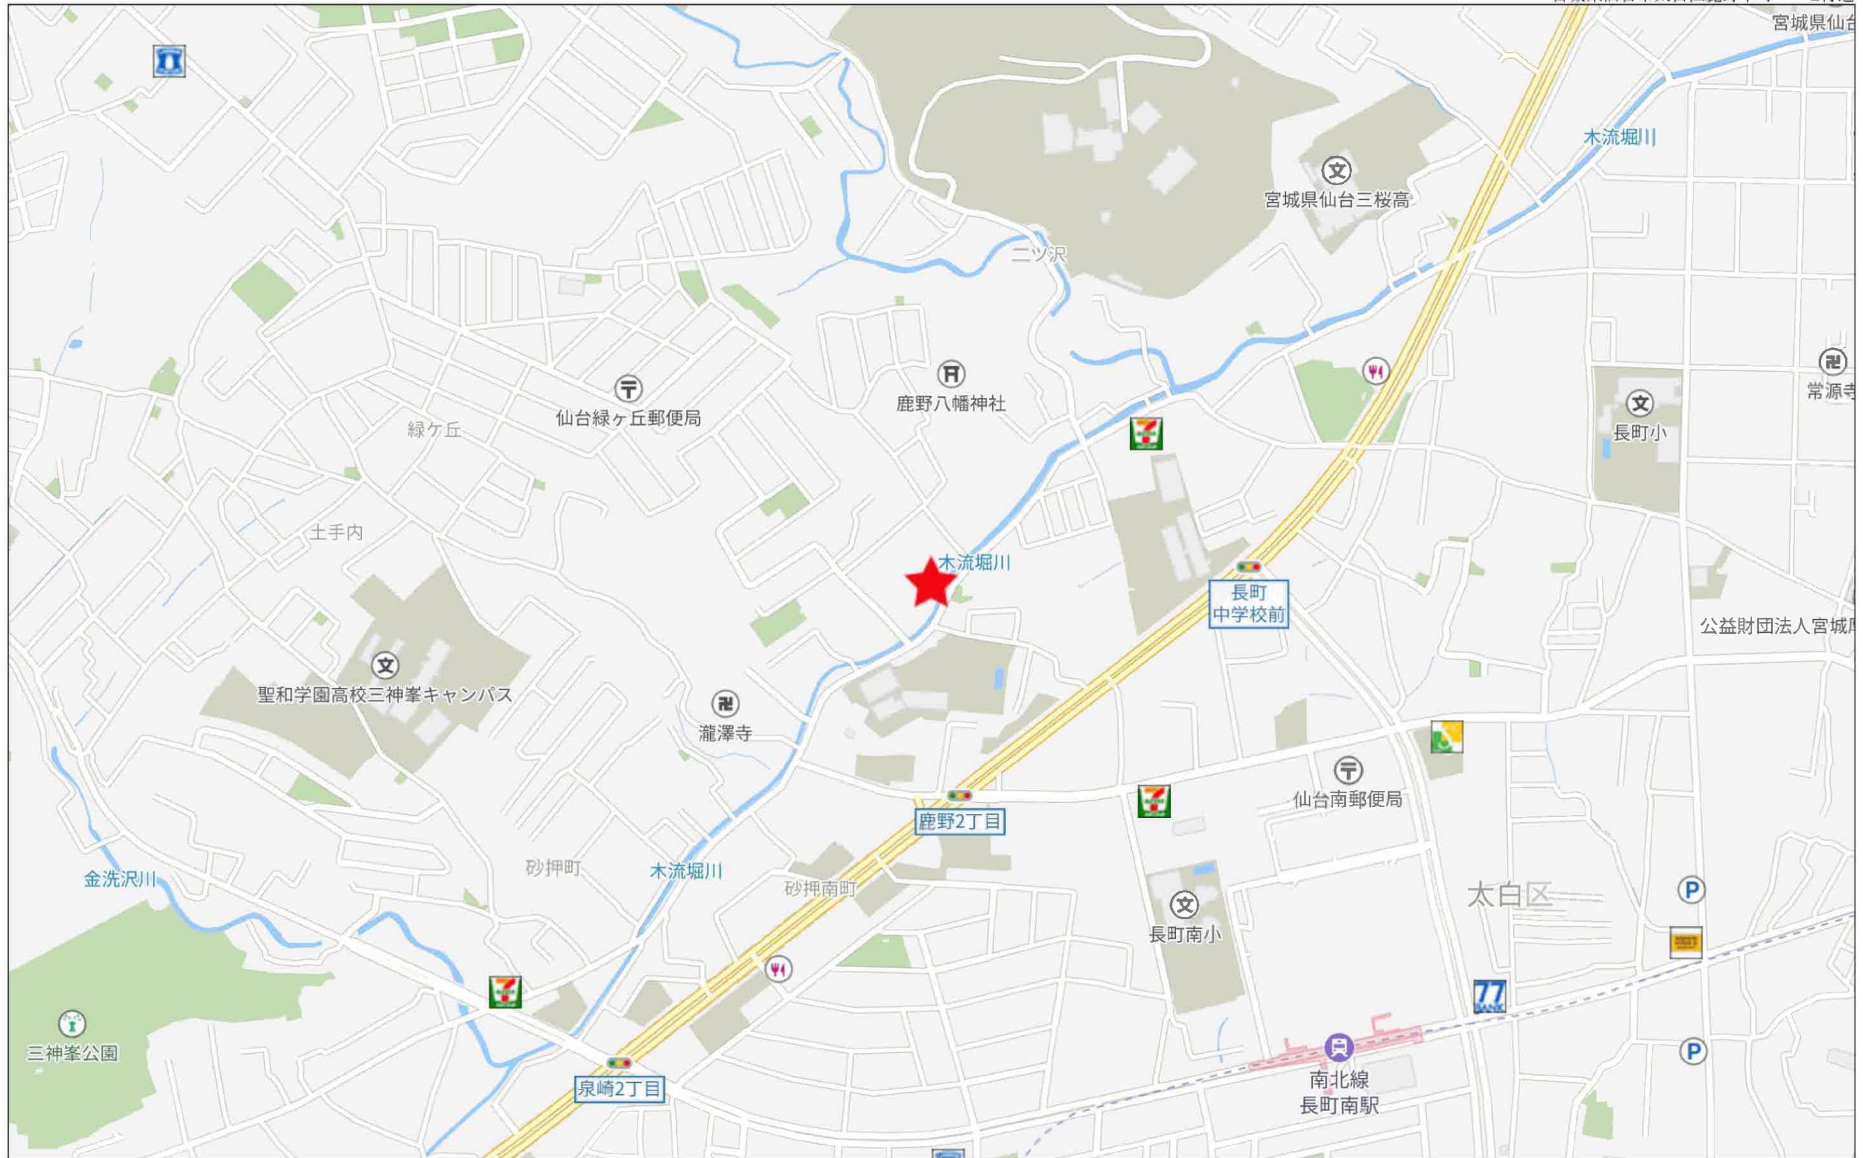 宮城県仙台
木流堀川
宮城県仙台三桜高
二ツ沢
常源寺
鹿野八幡神社
仙台緑ヶ丘郵便局
緑ケ丘
長町小
土手内
木流堀川
長町
中学校前
公益財団法人宮城
聖和学園高校三神峯キャンパス
瀧澤寺
仙台南郵便局
鹿野2丁目
砂押町
木流堀川
金洗沢川
砂押南町
太白区
P
長町南小
77
BANK
三神峯公園
P
泉崎2丁目
南北線
長町南駅